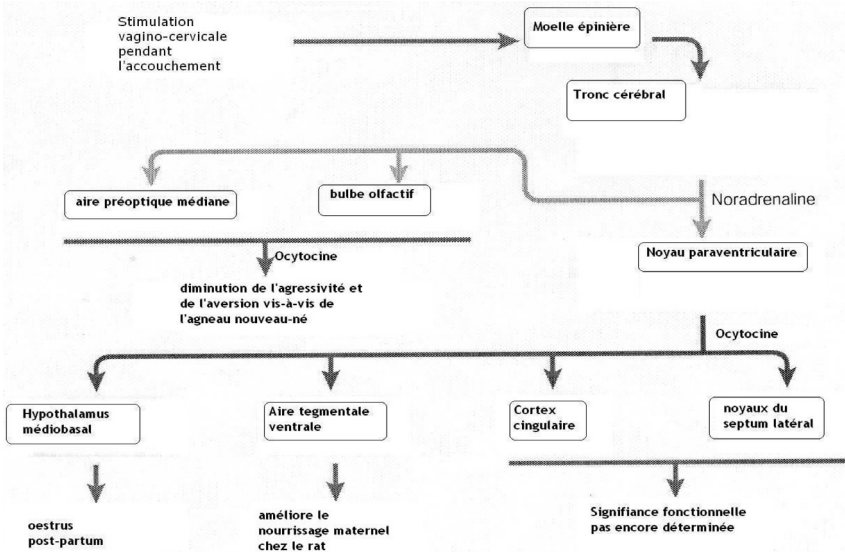 Stimulation
vagino-cervicale
pendant
l'accouchement
Moelle épinière
Tronc cérébral
aire préoptique médiane
bulbe olfactif
Noradrenaline
Noyau paraventriculaire
Ocytocine
diminution de l'agressivité et
de l'aversion vis-à-vis de
l'agneau nouveau-né
Ocytocine
Hypothalamus
médiobasal
Aire tegmentale
ventrale
Cortex
cingulaire
noyaux du
septum latéral
oestrus
post-partum
améliore le
nourrissage maternel
chez le rat
Signifiance fonctionnelle
pas encore déterminée